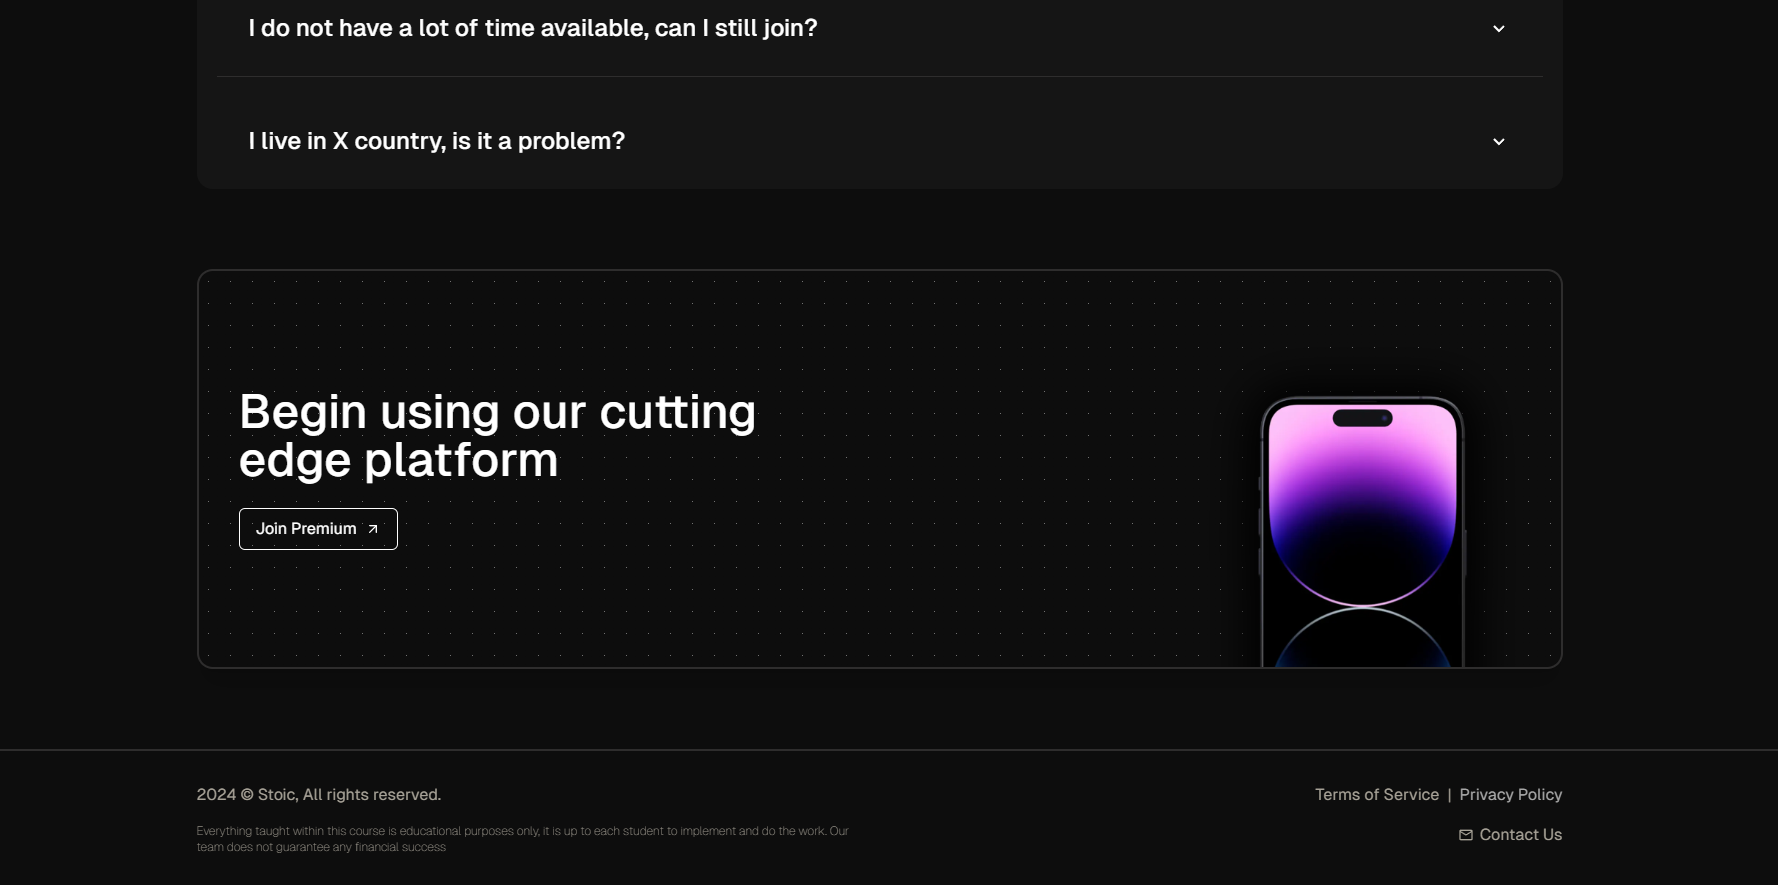 I do not have a lot of time available, can I still join?
I live in X country, is it a problem?
Begin using our cutting
edge platform
Join Premium
2024 © Stoic, All rights reserved.
Terms of Service | Privacy Policy
Everything taught within this course is educational purposes only, it is up to each student to implement and do the work. Our
team does not guarantee any financial success
Contact Us